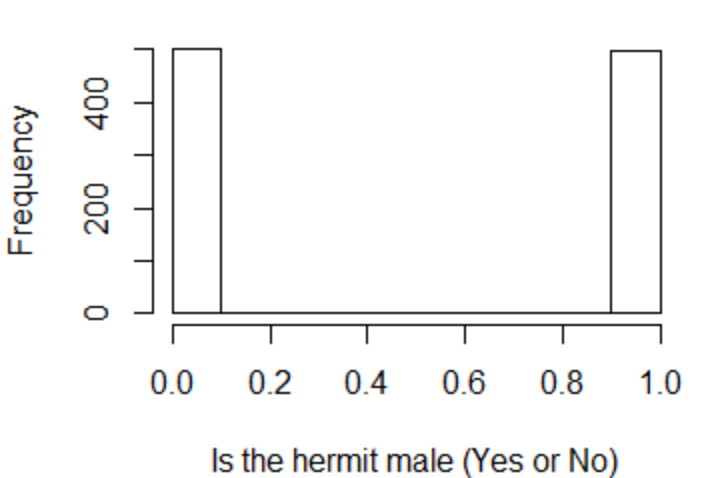 Frequency
400
200
0
0.0 0.2 0.4 0.6 0.8 1.0
Is the hermit male (Yes or No)